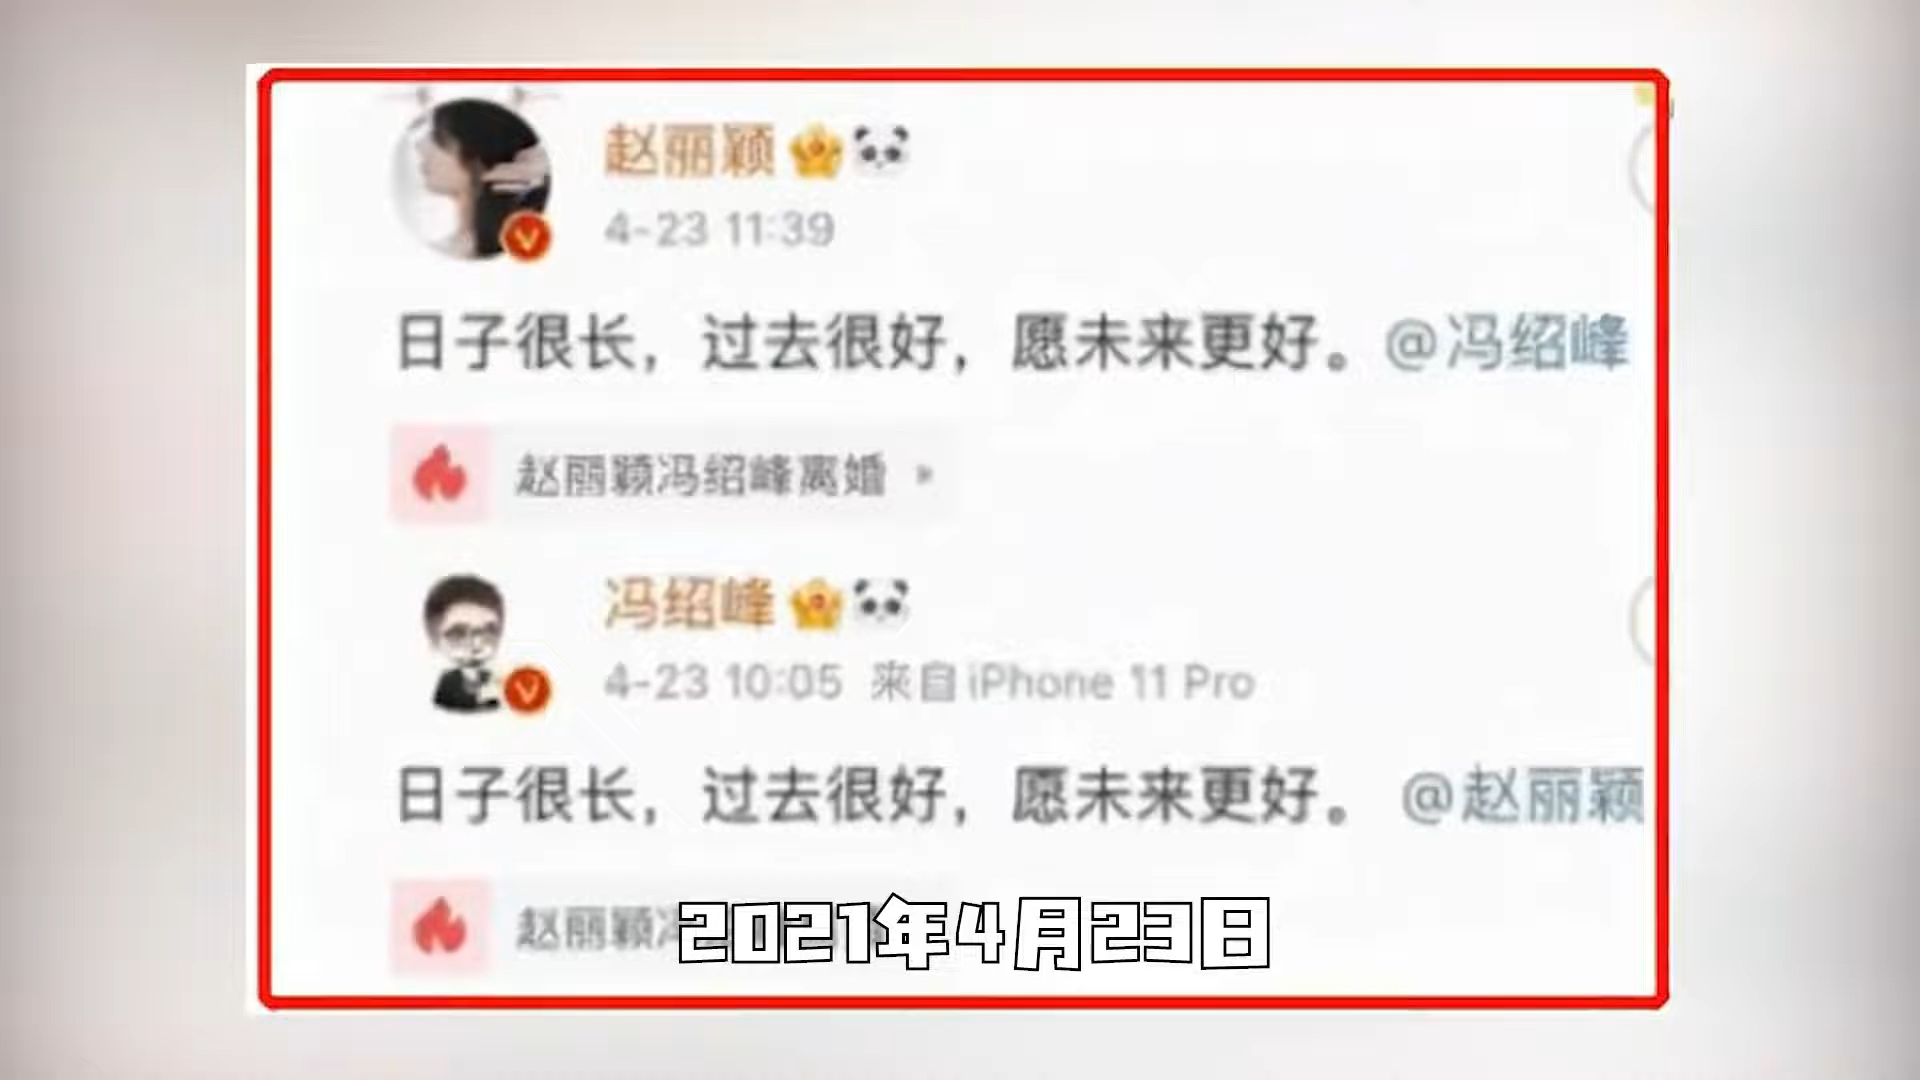 赵丽颖
4-23 11:39
日子很长，过去很好，愿未来更好。@冯绍峰
赵丽颖冯绍峰离婚
冯绍峰
4-23 10:05 来自 iPhone 11 Pro
日子很长，过去很好，愿未来更好。 @赵丽颖
赵丽颖
2021年4月23日